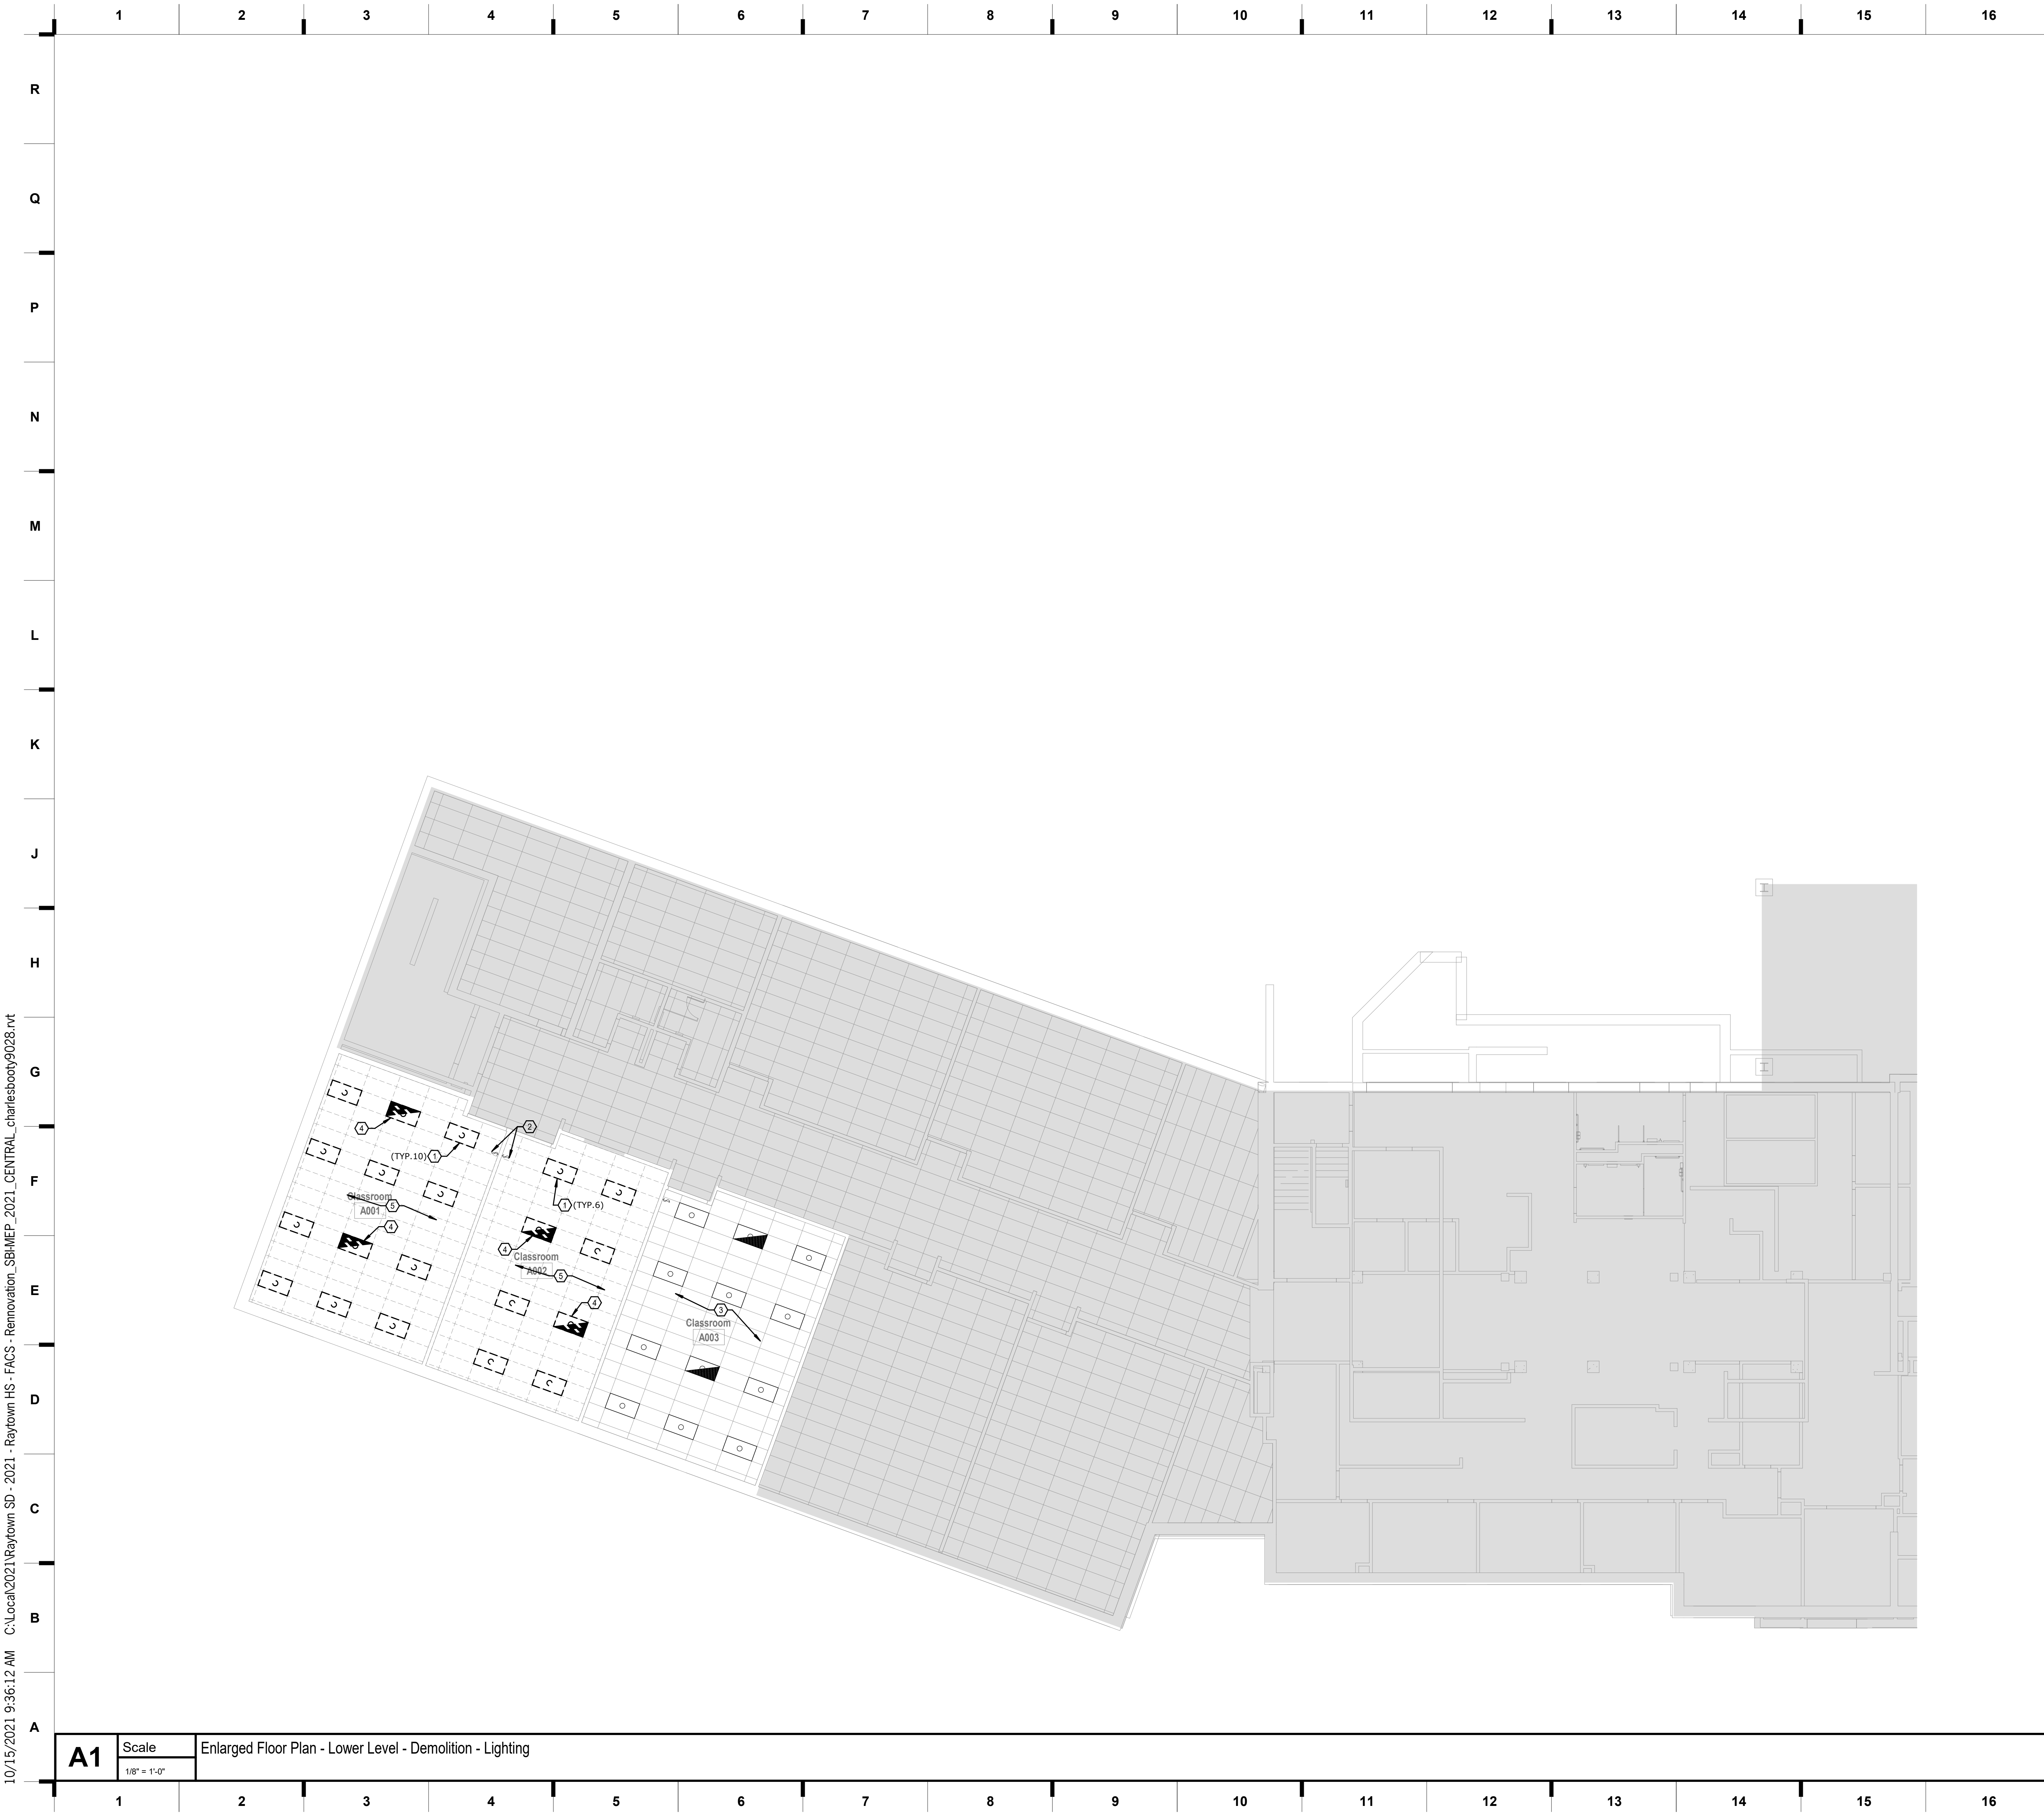 1 2 3 4 5 6 7 8 9 10 11 12 13 14 15 16
R
Q
P
N
M
L
K
J
H
G
F
E
D
C
B
A
10/15/2021 9:36:12 AM C:\Local\2021\Raytown SD - 2021 - Raytown HS - FACS - Rennovation_SBI-MEP_2021_CENTRAL_charlesbooty9028.rvt
4
2
(TYP.10) 1
Classroom
A001
5
4
1 (TYP.6)
4
Classroom
A002
5
4
3
Classroom
A003
A1
Scale
1/8" = 1'-0"
Enlarged Floor Plan - Lower Level - Demolition - Lighting
1 2 3 4 5 6 7 8 9 10 11 12 13 14 15 16